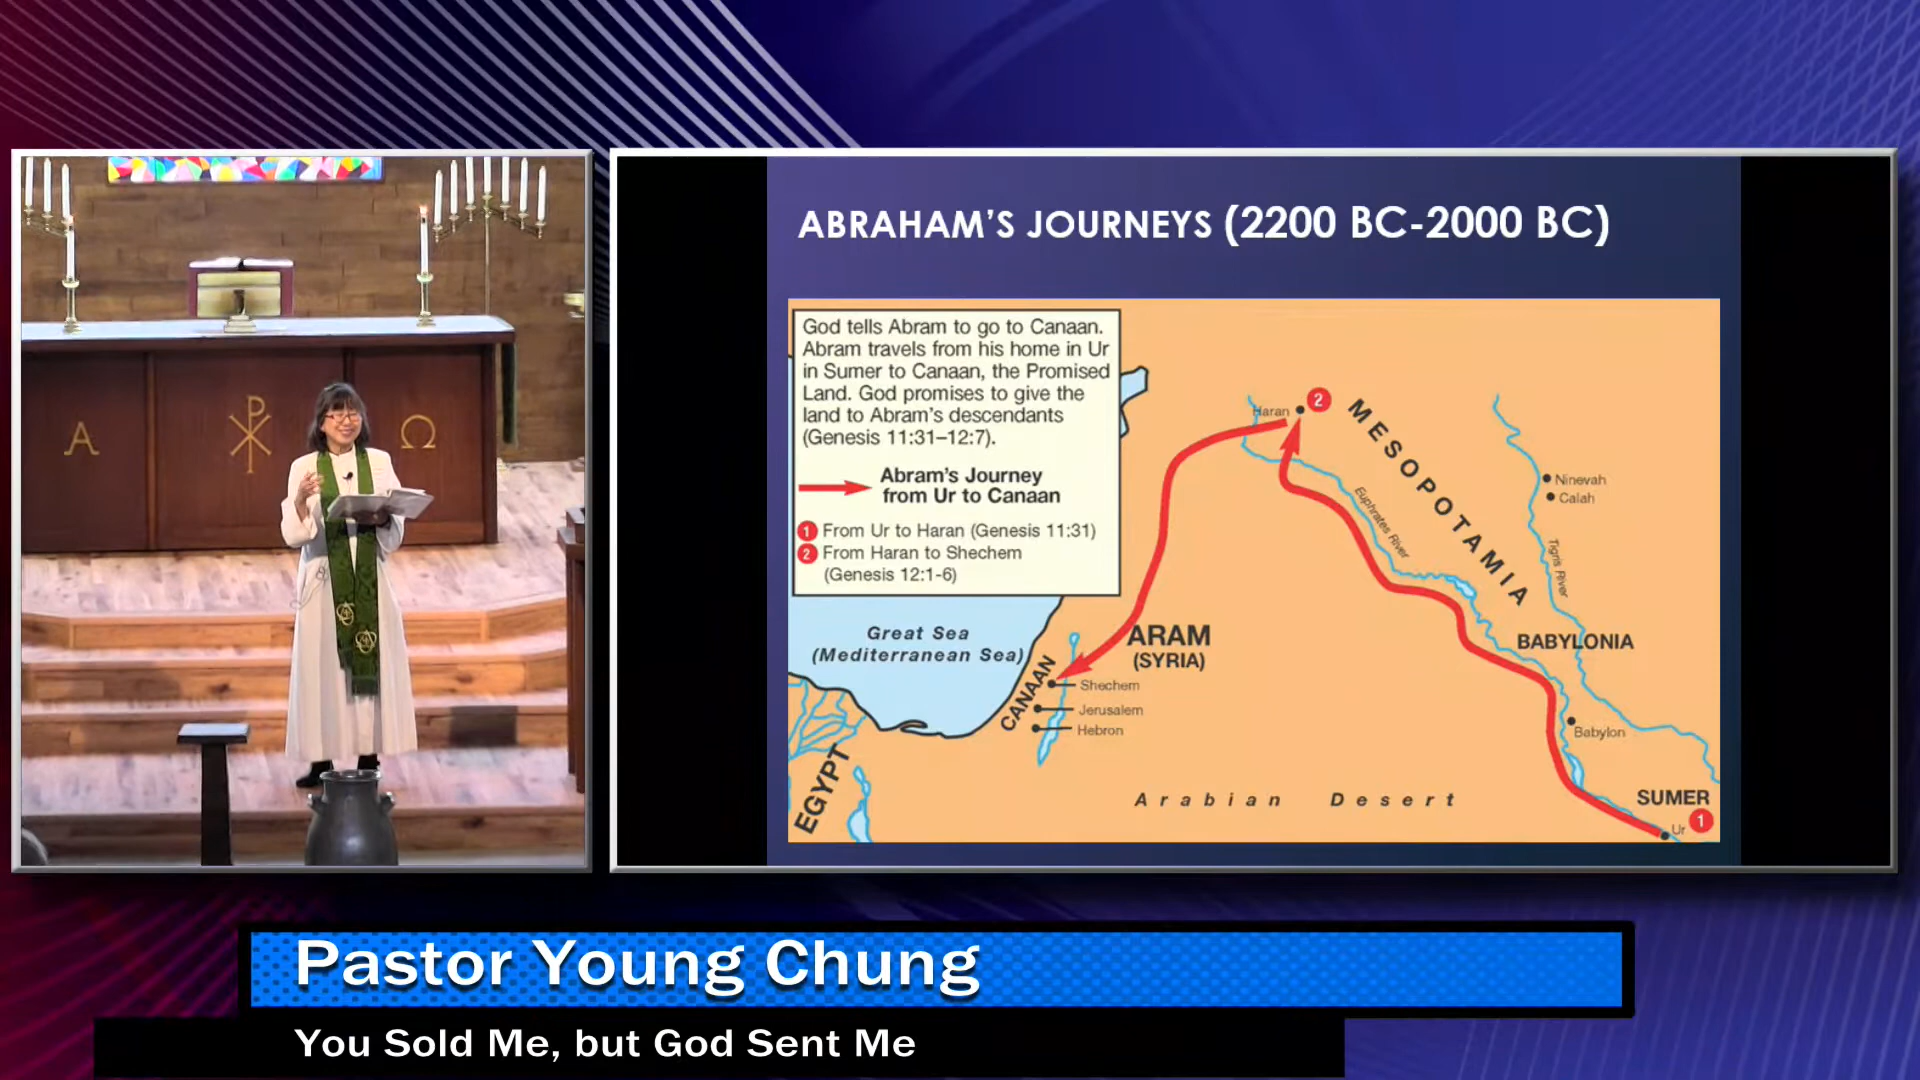 ABRAHAM'S JOURNEYS (2200 BC-2000 BC)
God tells Abram to go to Canaan.
Abram travels from his home in Ur
in Sumer to Canaan, the Promised
Land. God promises to give the
land to Abram's descendants
(Genesis 11:31–12:7).
Abram's Journey
from Ur to Canaan
1 From Ur to Haran (Genesis 11:31)
2 From Haran to Shechem
(Genesis 12:1-6)
Haran
2
MESOPOTAMIA
Ninevah
Calah
Euphrates River
Tigris River
Great Sea
(Mediterranean Sea)
ARAM
(SYRIA)
BABYLONIA
CANAAN
Shechem
Jerusalem
Hebron
Babylon
EGYPT
Arabian Desert
SUMER
Ur
1
Α
☧
Ω
Pastor Young Chung
You Sold Me, but God Sent Me